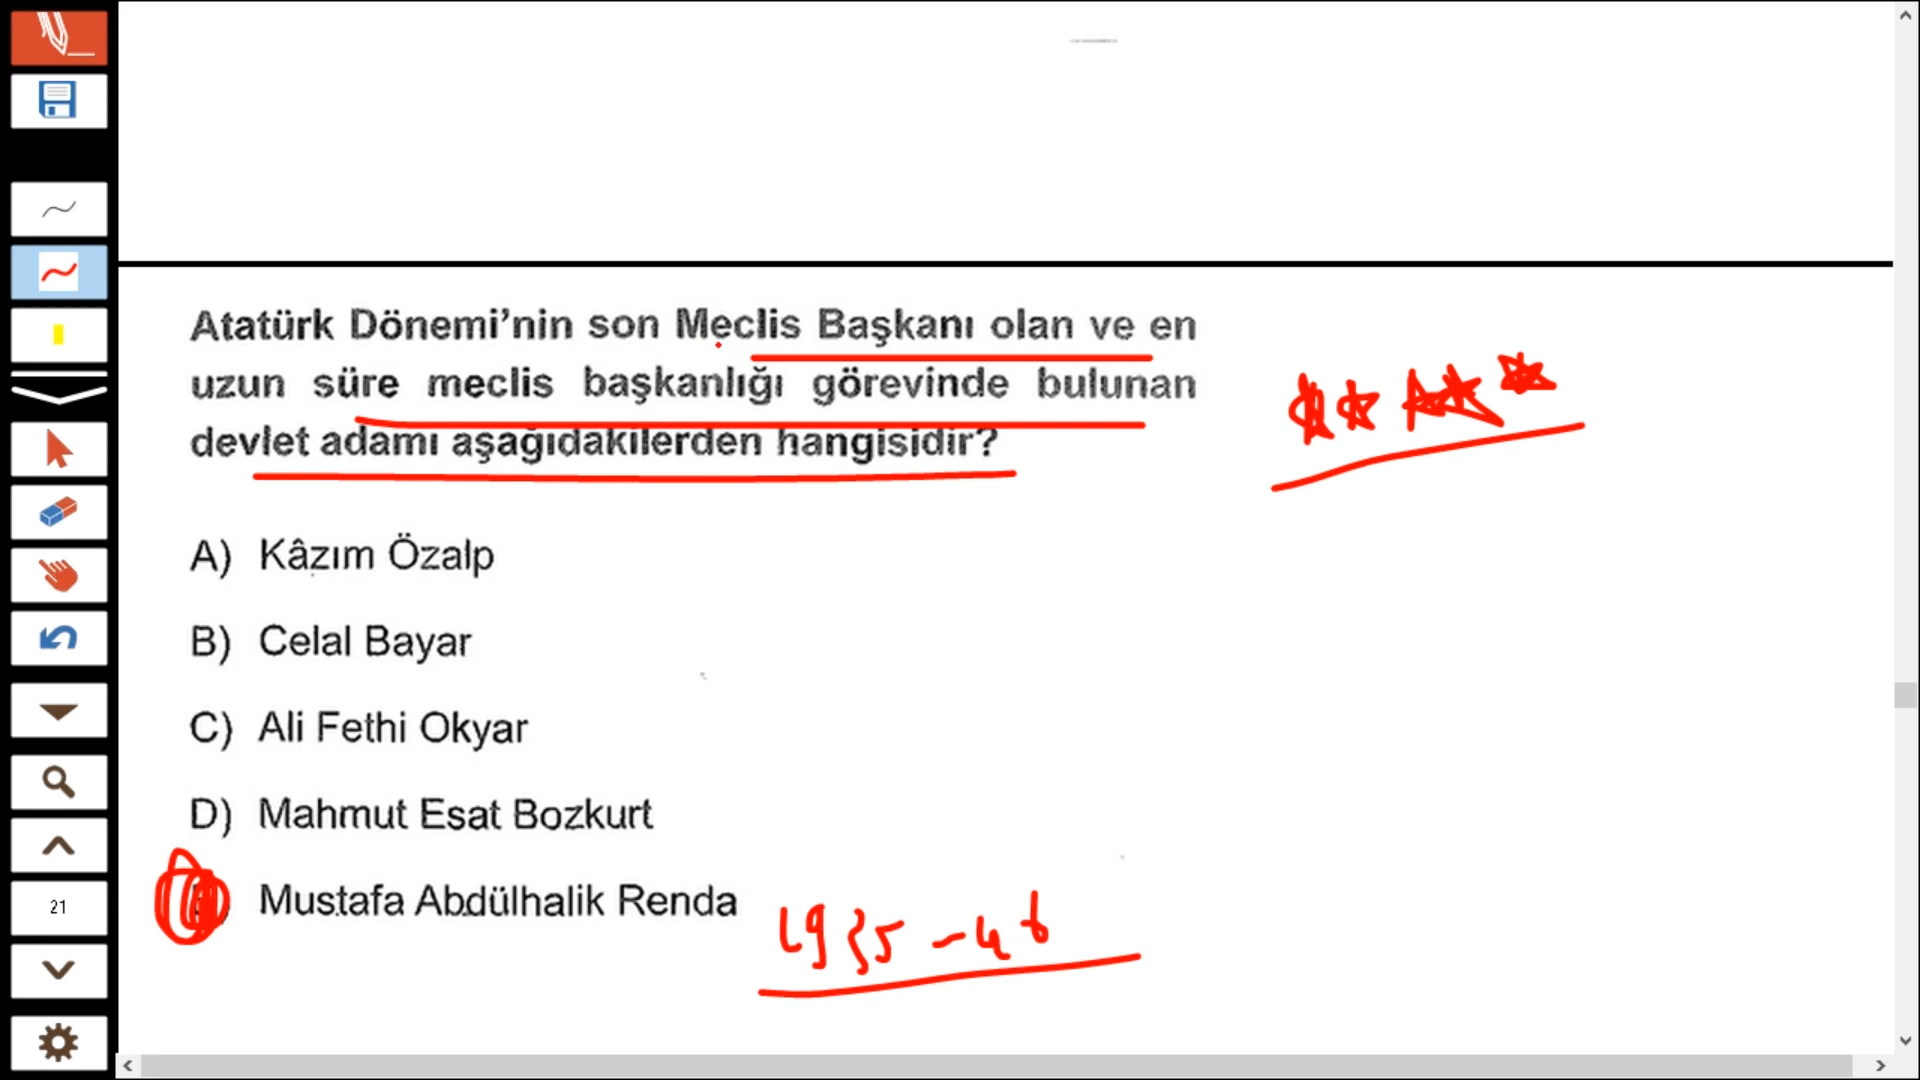 Atatürk Dönemi'nin son Meclis Başkanı olan ve en
uzun süre meclis başkanlığı görevinde bulunan
devlet adamı aşağıdakilerden hangisidir?
A) Kâzım Özalp
B) Celal Bayar
C) Ali Fethi Okyar
D) Mahmut Esat Bozkurt
Mustafa Abdülhalik Renda
1935-46
21